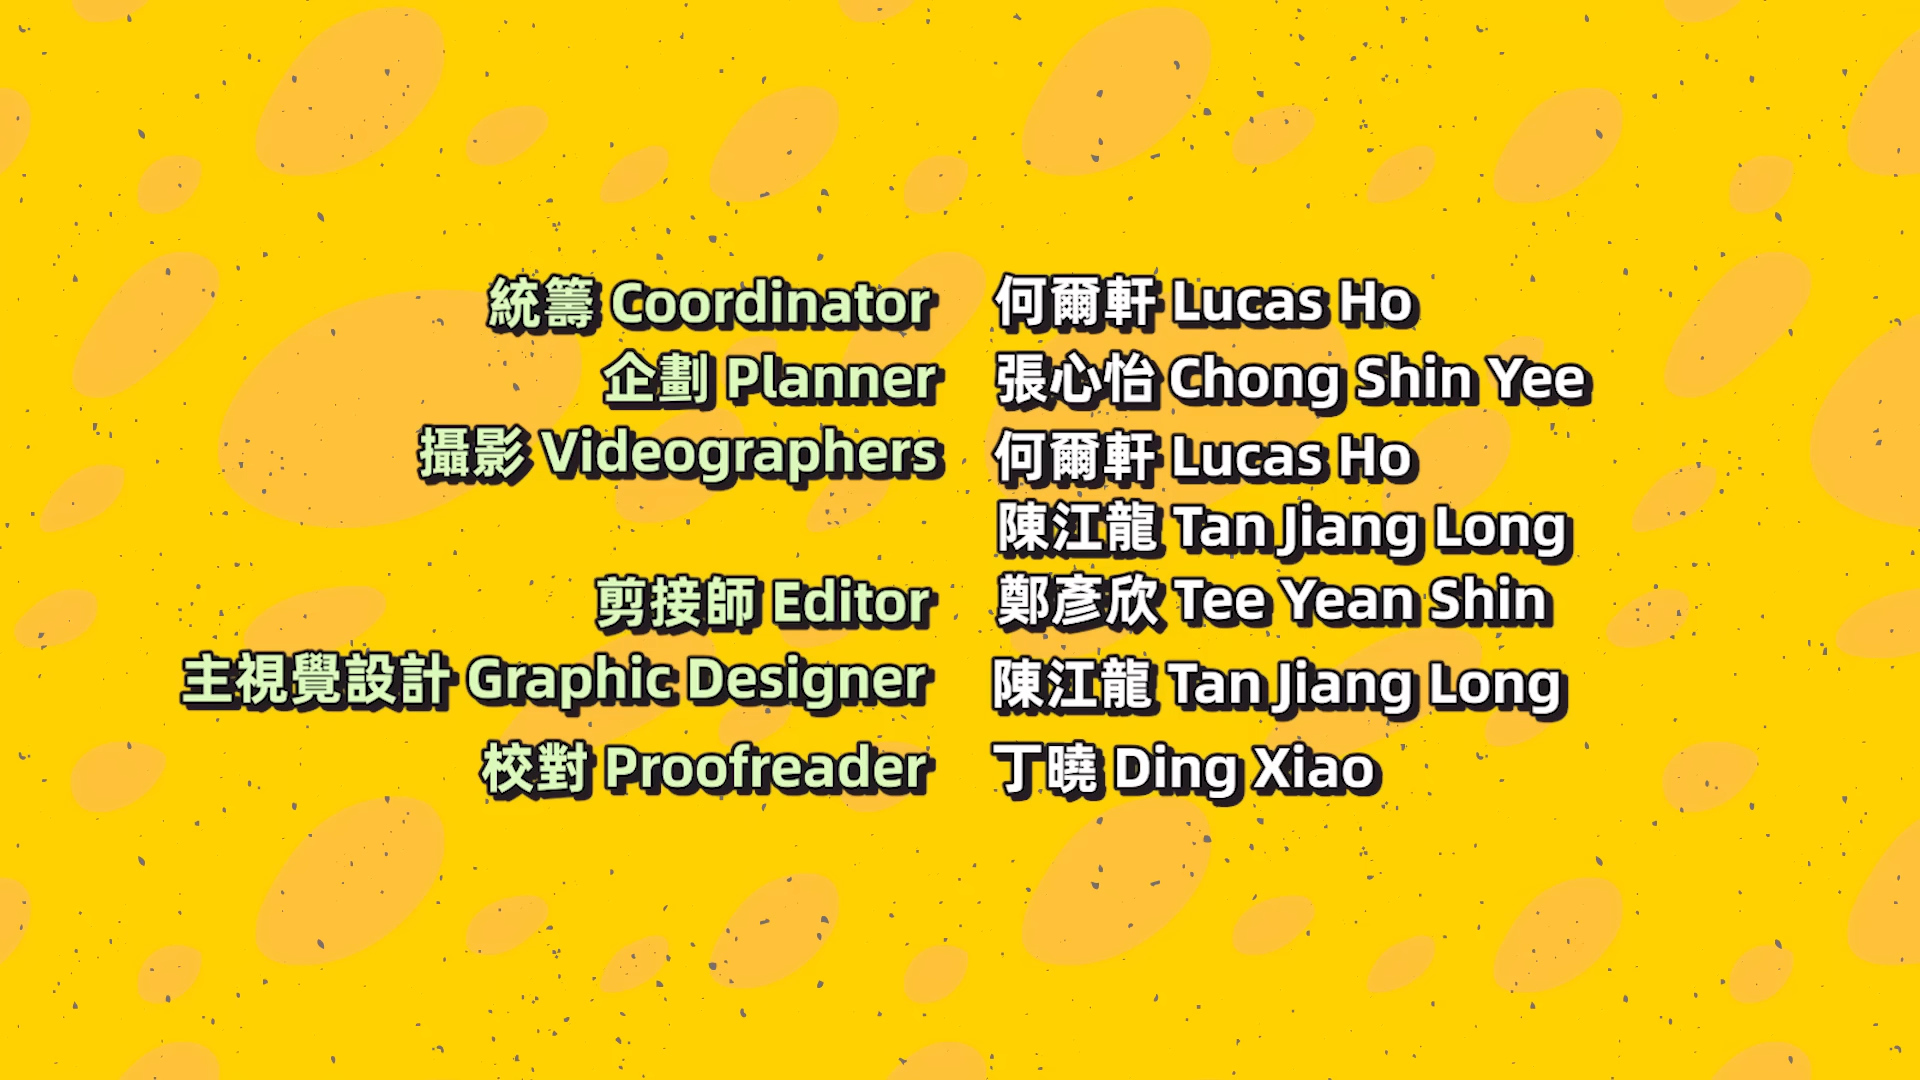 統籌 Coordinator 何爾軒 Lucas Ho
企劃 Planner 張心怡 Chong Shin Yee
攝影 Videographers 何爾軒 Lucas Ho
陳江龍 Tan Jiang Long
剪接師 Editor 鄭彥欣 Tee Yean Shin
主視覺設計 Graphic Designer 陳江龍 Tan Jiang Long
校對 Proofreader 丁曉 Ding Xiao